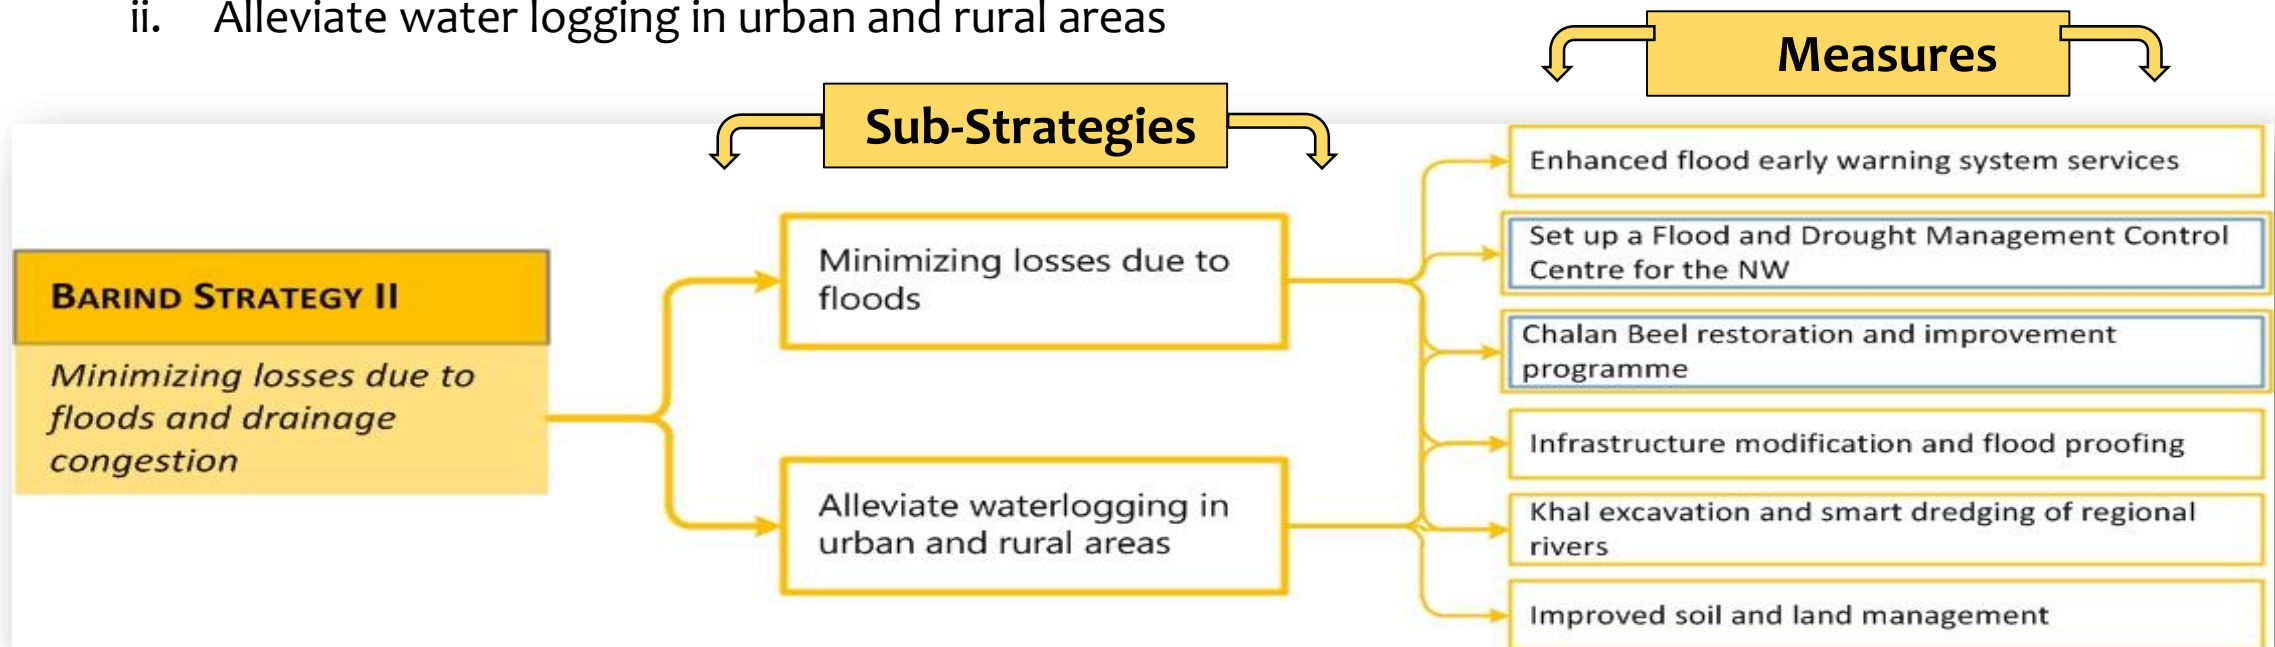 ii. Alleviate water logging in urban and rural areas
Measures
Sub-Strategies
BARIND STRATEGY II
Minimizing losses due to
floods and drainage
congestion
Minimizing losses due to
floods
Alleviate waterlogging in
urban and rural areas
Enhanced flood early warning system services
Set up a Flood and Drought Management Control
Centre for the NW
Chalan Beel restoration and improvement
programme
Infrastructure modification and flood proofing
Khal excavation and smart dredging of regional
rivers
Improved soil and land management